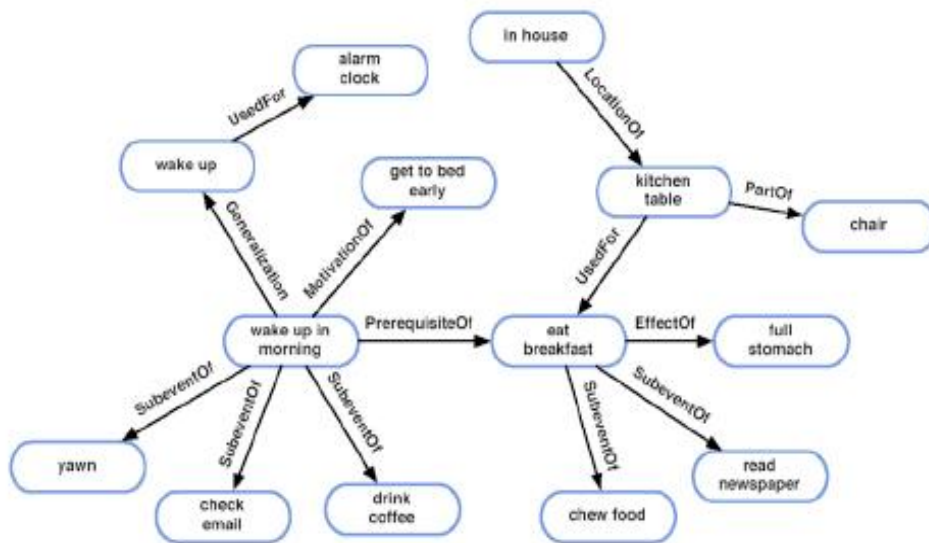 in house
alarm
clock
UsedFor
LocationOf
wake up
get to bed
early
kitchen
table
PartOf
chair
Generalization
MotivationOf
UsedFor
wake up in
morning
PrerequisiteOf
eat
breakfast
EffectOf
full
stomach
SubeventOf
SubeventOf
SubeventOf
SubeventOf
SubeventOf
yawn
check
email
drink
coffee
chew food
read
newspaper